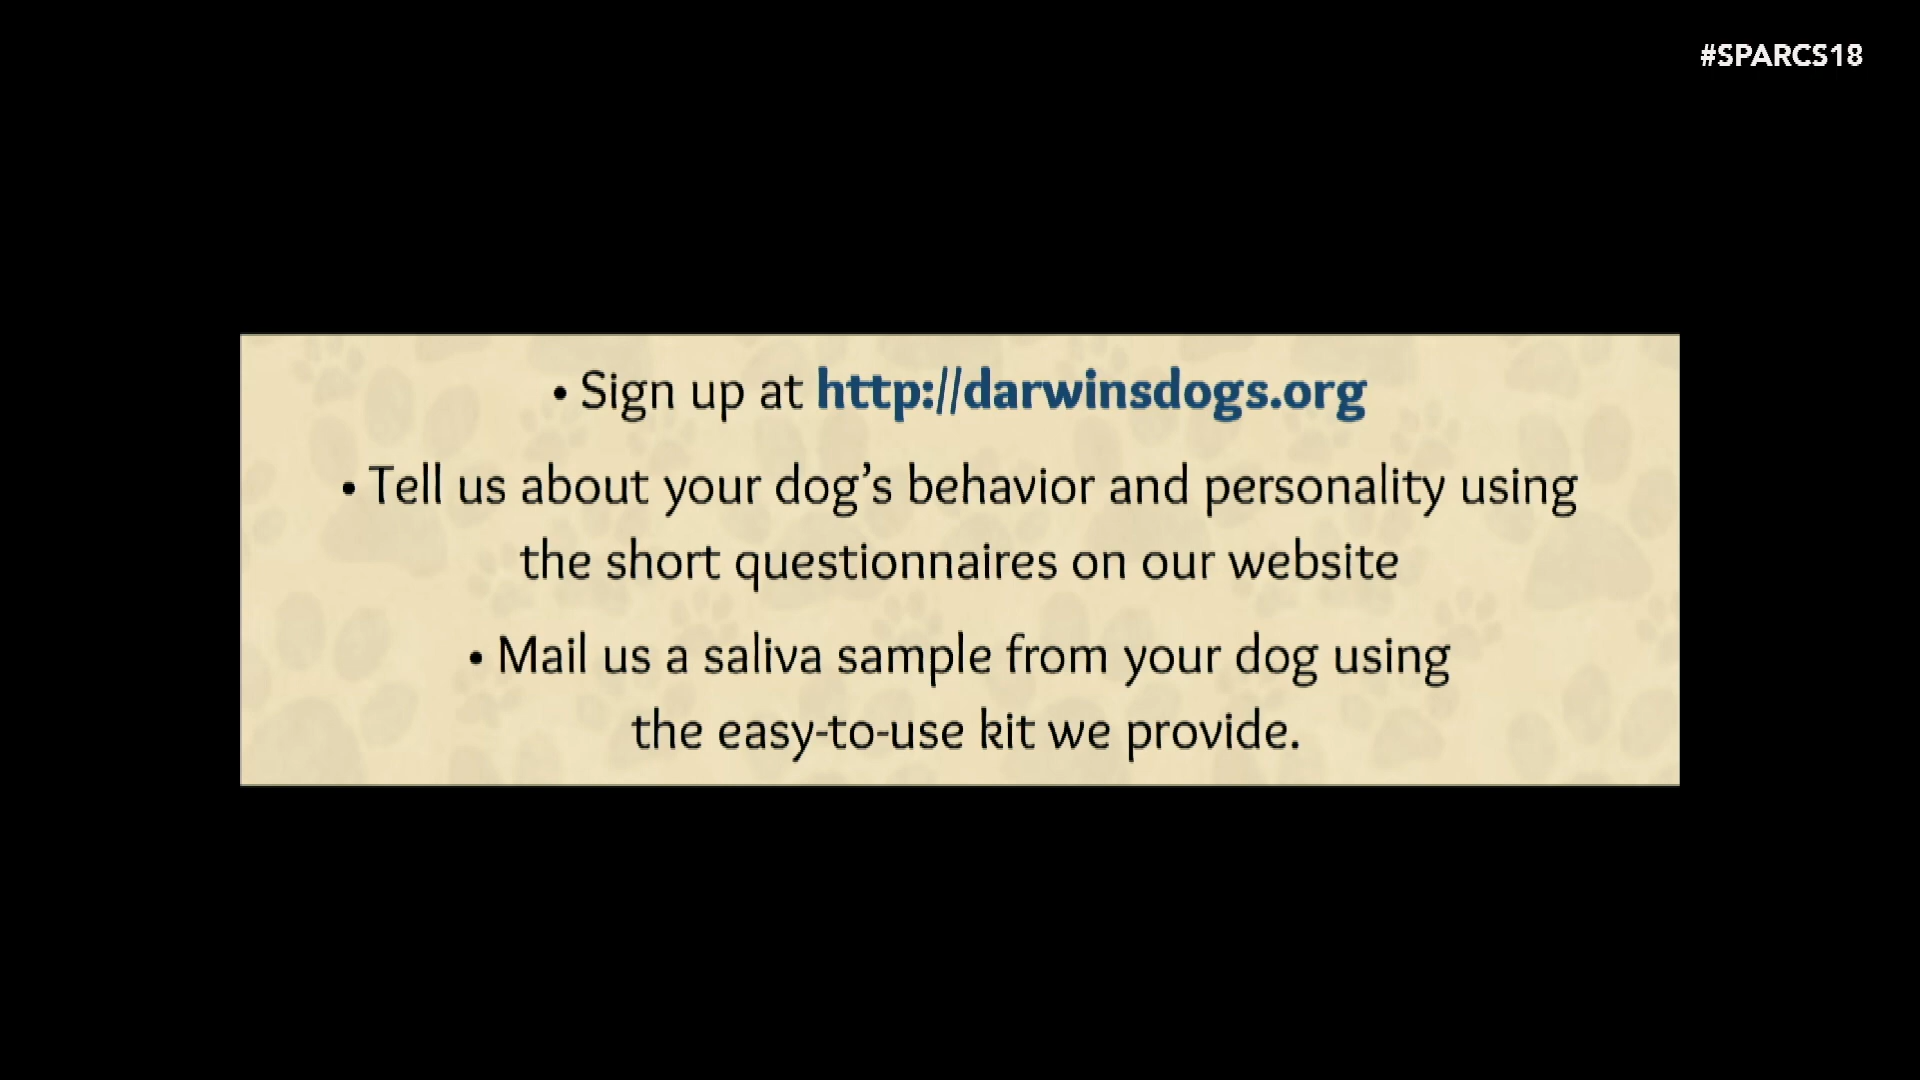 #SPARCS18
• Sign up at http://darwinsdogs.org
• Tell us about your dog’s behavior and personality using
the short questionnaires on our website
• Mail us a saliva sample from your dog using
the easy-to-use kit we provide.